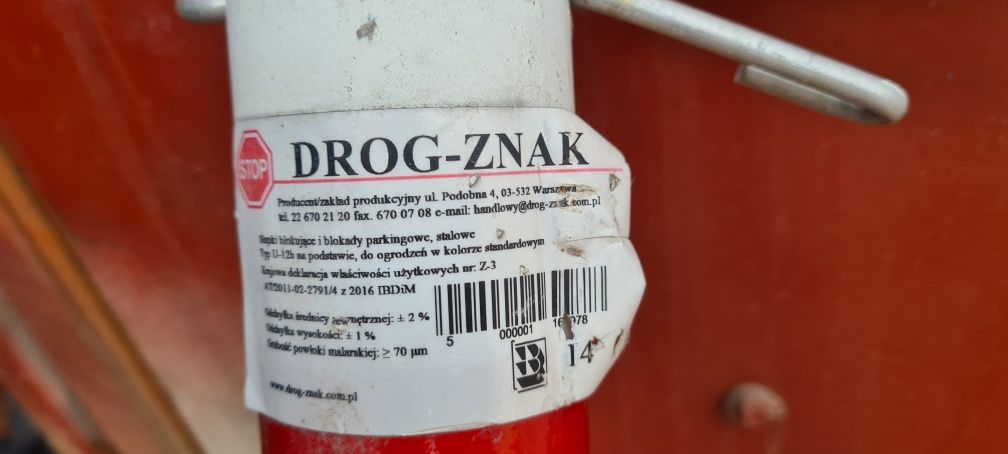 STOP
DROG-ZNAK
Producent/zakład produkcyjny ul. Podobna 4, 03-532 Warszawa
tel. 22 670 21 20 fax. 670 07 08 e-mail: handlowy@drog-znak.com.pl
Słupki blokujące i blokady parkingowe, stalowe
Typ U-12b na podstawie, do ogrodzeń w kolorze standardowym
Krajowa deklaracja właściwości użytkowych nr: Z-3
AT/2011-02-2791/4 z 2016 IBDiM
Odchyłka średnicy zewnętrznej: ± 2 %
Odchyłka wysokości: ± 1 %
Grubość powłoki malarskiej: ≥ 70 µm
5 000001
B 14
www.drog-znak.com.pl